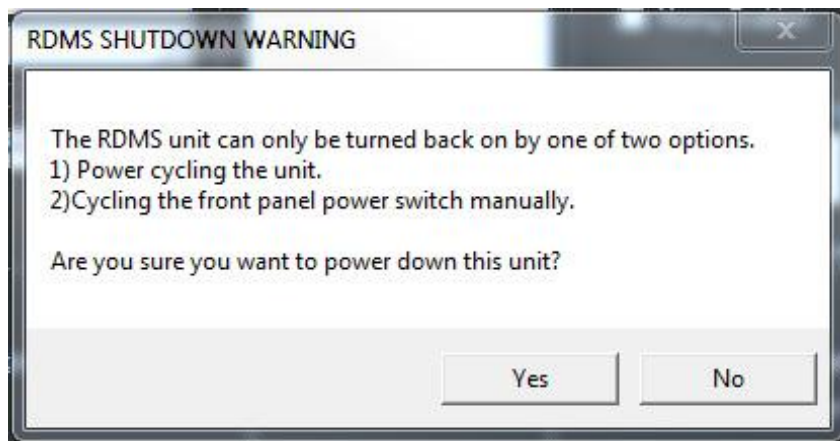 RDMS SHUTDOWN WARNING
The RDMS unit can only be turned back on by one of two options.
1) Power cycling the unit.
2)Cycling the front panel power switch manually.
Are you sure you want to power down this unit?
Yes
No